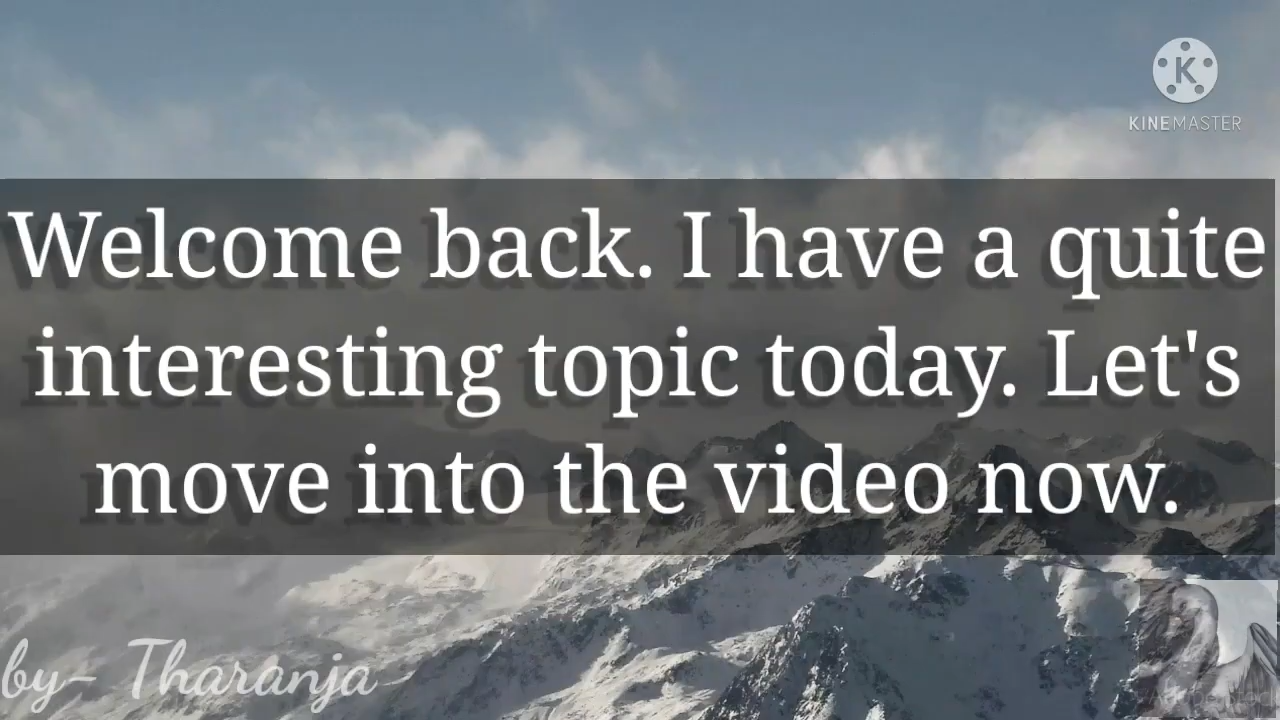 KINEMASTER
Welcome back. I have a quite
interesting topic today. Let's
move into the video now.
by- Tharanja